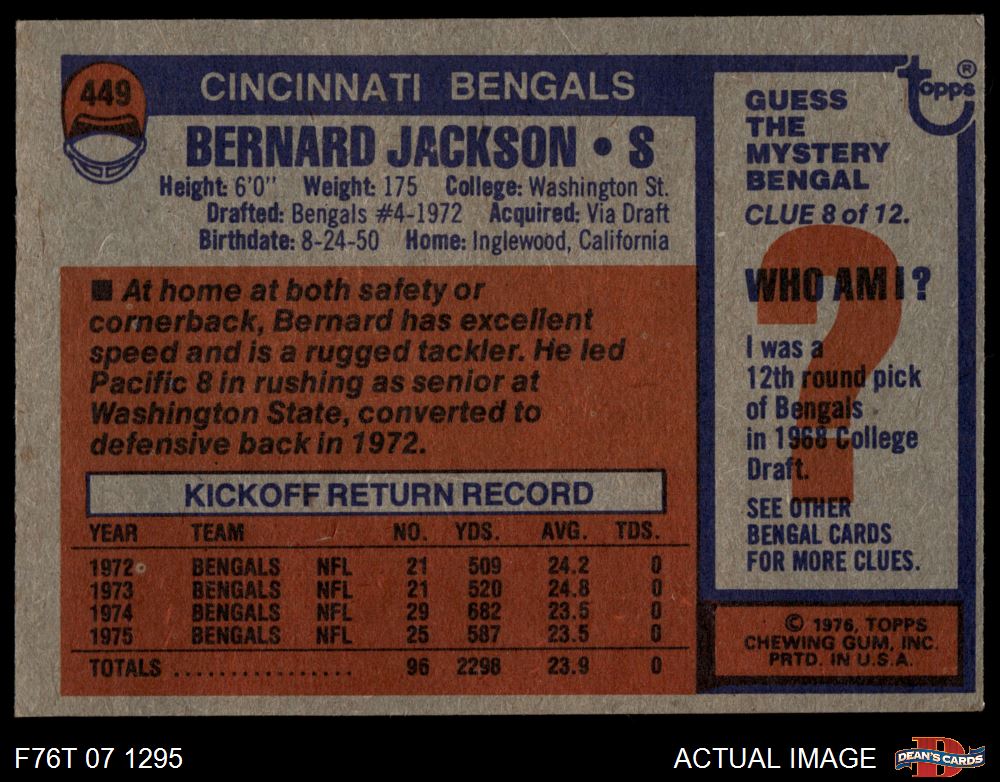 449
CINCINNATI BENGALS
BERNARD JACKSON • S
Height: 6'0" Weight: 175 College: Washington St.
Drafted: Bengals #4-1972 Acquired: Via Draft
Birthdate: 8-24-50 Home: Inglewood, California
■ At home at both safety or
cornerback, Bernard has excellent
speed and is a rugged tackler. He led
Pacific 8 in rushing as senior at
Washington State, converted to
defensive back in 1972.
KICKOFF RETURN RECORD
YEAR TEAM NO. YDS. AVG. TDS.
1972 BENGALS NFL 21 509 24.2 0
1973 BENGALS NFL 21 520 24.8 0
1974 BENGALS NFL 29 682 23.5 0
1975 BENGALS NFL 25 587 23.5 0
TOTALS ................ 96 2298 23.9 0
topps®
GUESS
THE
MYSTERY
BENGAL
CLUE 8 of 12.
?
WHO AM I?
I was a
12th round pick
of Bengals
in 1968 College
Draft.
SEE OTHER
BENGAL CARDS
FOR MORE CLUES.
© 1976, TOPPS
CHEWING GUM, INC.
PRTD. IN U.S.A.
F76T 07 1295
ACTUAL IMAGE
D
DEAN'S CARDS